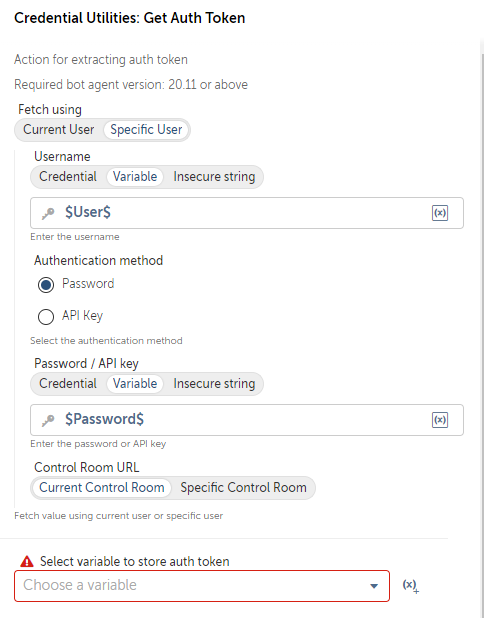 Credential Utilities: Get Auth Token
Action for extracting auth token
Required bot agent version: 20.11 or above
Fetch using
Current User Specific User
Username
Credential Variable Insecure string
$User$ (x)
Enter the username
Authentication method
Password
API Key
Select the authentication method
Password / API key
Credential Variable Insecure string
$Password$ (x)
Enter the password or API key
Control Room URL
Current Control Room Specific Control Room
Fetch value using current user or specific user
Select variable to store auth token
Choose a variable (x)+